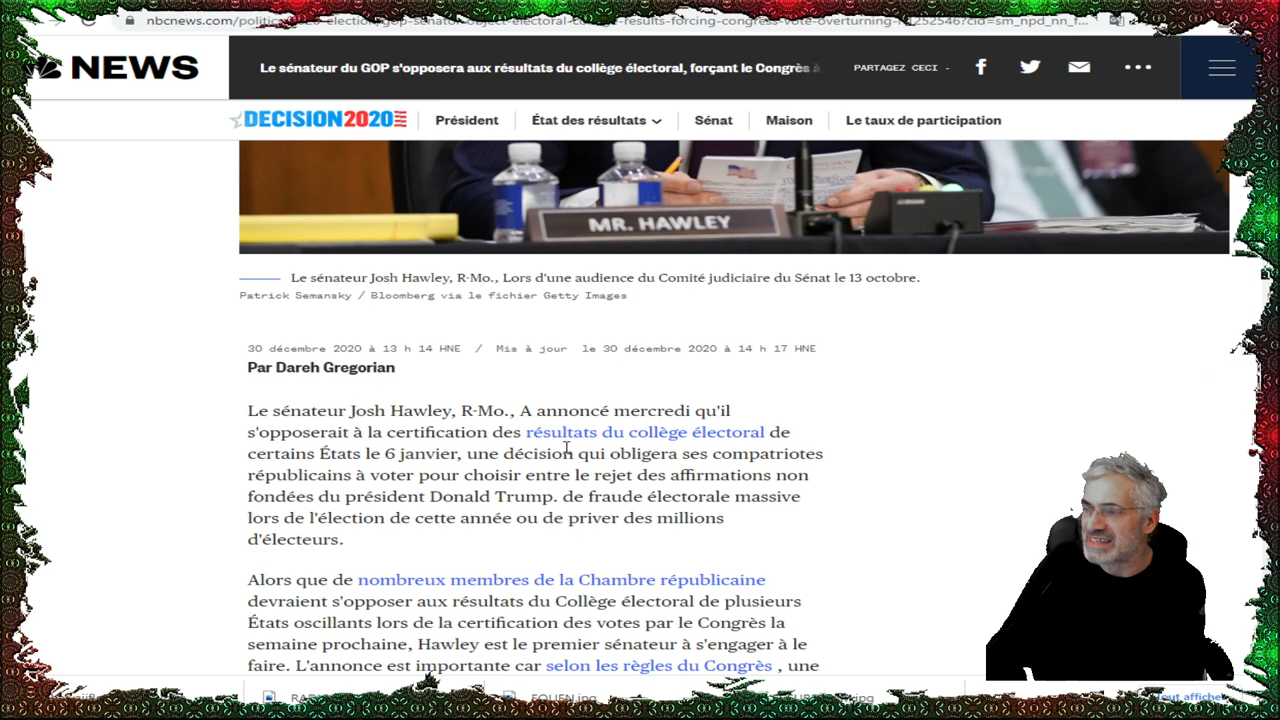 nbcnews.com/politics
NEWS
Le sénateur du GOP s'opposera aux résultats du collège électoral, forçant le Congrès à
PARTAGEZ CECI -
DECISION2020
Président
État des résultats
Sénat
Maison
Le taux de participation
MR. HAWLEY
Le sénateur Josh Hawley, R-Mo., Lors d'une audience du Comité judiciaire du Sénat le 13 octobre.
Patrick Semansky / Bloomberg via le fichier Getty Images
30 décembre 2020 à 13 h 14 HNE / Mis à jour le 30 décembre 2020 à 14 h 17 HNE
Par Dareh Gregorian
Le sénateur Josh Hawley, R-Mo., A annoncé mercredi qu'il
s'opposerait à la certification des résultats du collège électoral de
certains États le 6 janvier, une décision qui obligera ses compatriotes
républicains à voter pour choisir entre le rejet des affirmations non
fondées du président Donald Trump. de fraude électorale massive
lors de l'élection de cette année ou de priver des millions
d'électeurs.
Alors que de nombreux membres de la Chambre républicaine
devraient s'opposer aux résultats du Collège électoral de plusieurs
États oscillants lors de la certification des votes par le Congrès la
semaine prochaine, Hawley est le premier sénateur à s'engager à le
faire. L'annonce est importante car selon les règles du Congrès , une